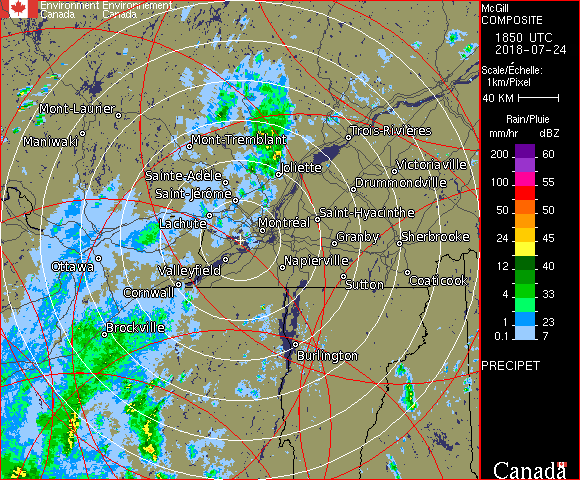 Environment Environnement
Canada Canada
McGill
COMPOSITE
1850 UTC
2018-07-24
Scale/Échelle:
1km/Pixel
40 KM
Rain/Pluie
mm/hr dBZ
200 60
150 57
100 55
50 50
24 45
12 40
4 33
1 23
0.1 7
PRECIPET
Canada
Mont-Laurier
Maniwaki
Mont-Tremblant
Trois-Rivières
Joliette
Victoriaville
Sainte-Adèle
Drummondville
Saint-Jérôme
Lachute
Saint-Hyacinthe
Montréal
Granby
Sherbrooke
Ottawa
Valleyfield
Napierville
Cornwall
Sutton
Coaticook
Brockville
Burlington